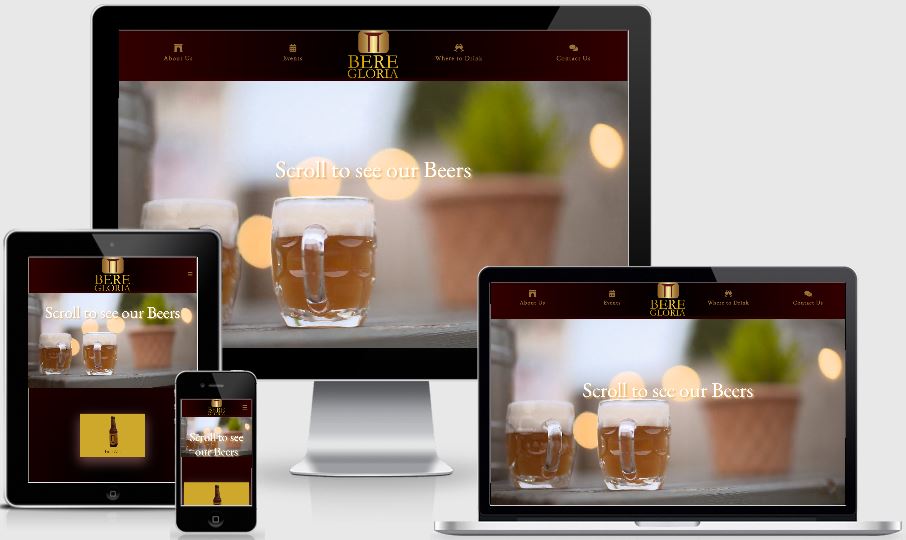 About Us
Events
BERE
GLORIA
Where to Drink
Contact Us
Scroll to see our Beers
BERE
GLORIA
Scroll to see our Beers
About Us
Events
BERE
GLORIA
Where to Drink
Contact Us
Scroll to see our Beers
BERE
GLORIA
Scroll to see
our Beers